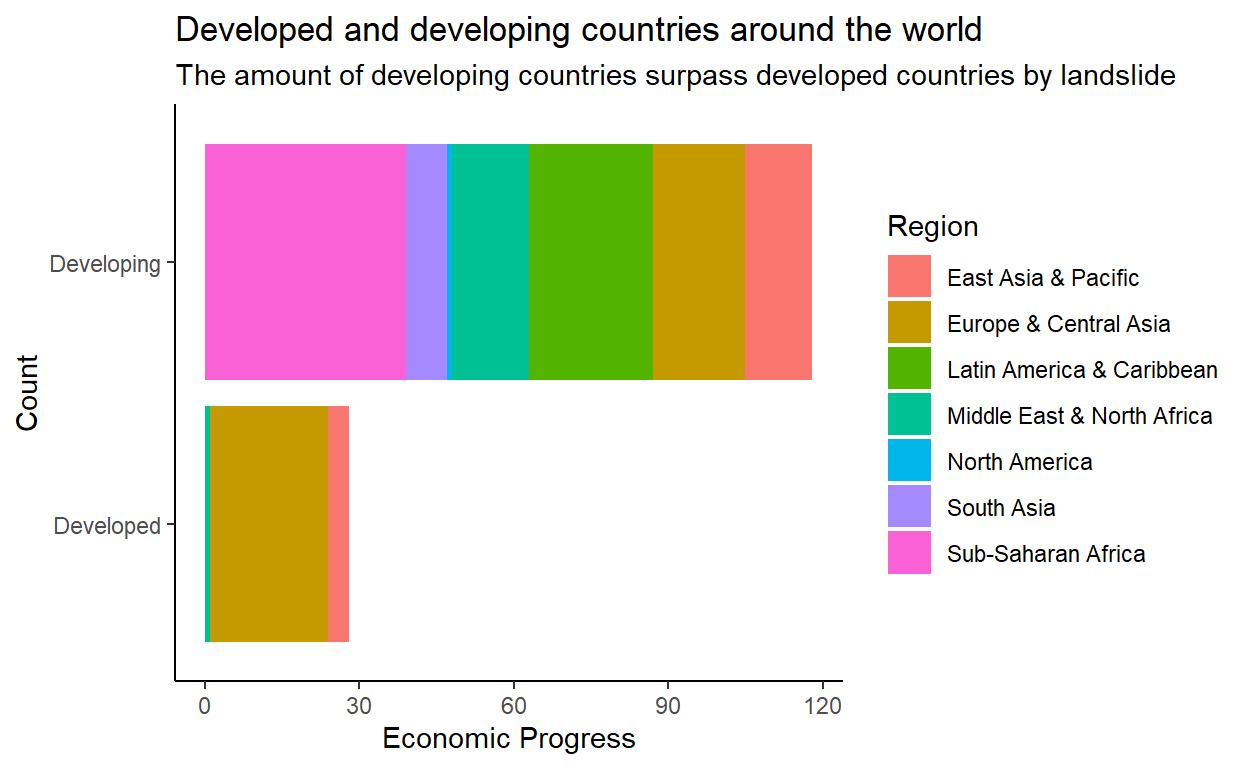 Developed and developing countries around the world
The amount of developing countries surpass developed countries by landslide
Developing
Developed
Count
0
30
60
90
120
Economic Progress
Region
East Asia & Pacific
Europe & Central Asia
Latin America & Caribbean
Middle East & North Africa
North America
South Asia
Sub-Saharan Africa